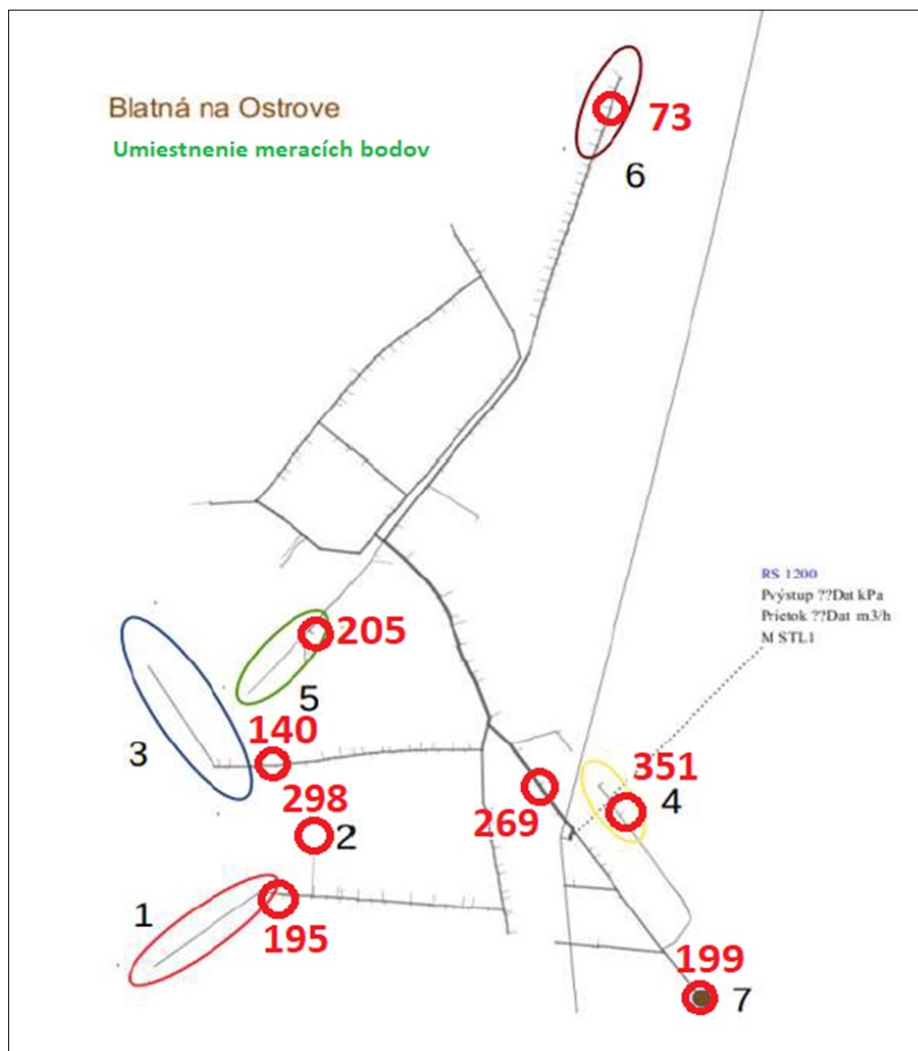 Blatná na Ostrove
Umiestnenie meracích bodov
73
6
205
5
RS 1200
Pvýstup ??Dat kPa
Prietok ??Dat m3/h
M STL1
140
3
298
2
351
4
269
1
195
199
7